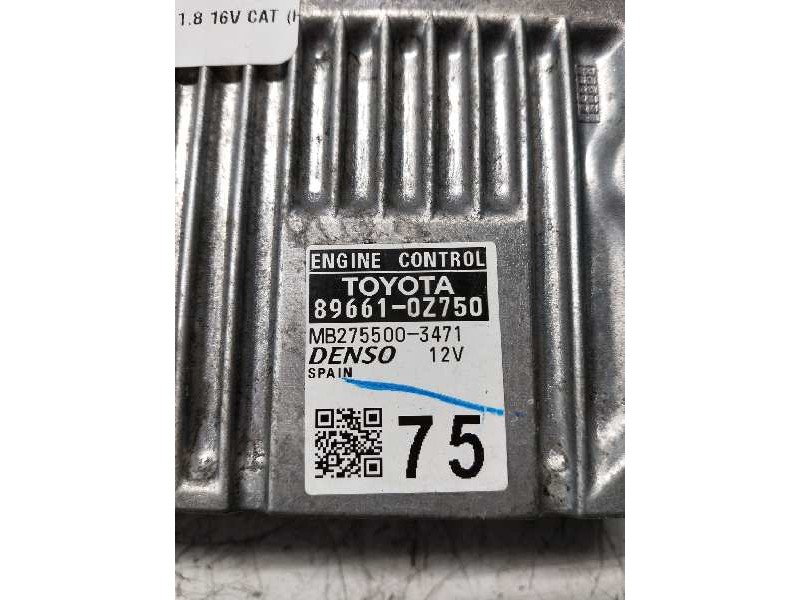 1.8 16V CAT (H
ENGINE CONTROL
TOYOTA
89661-0Z750
MB275500-3471
DENSO 12V
SPAIN
75